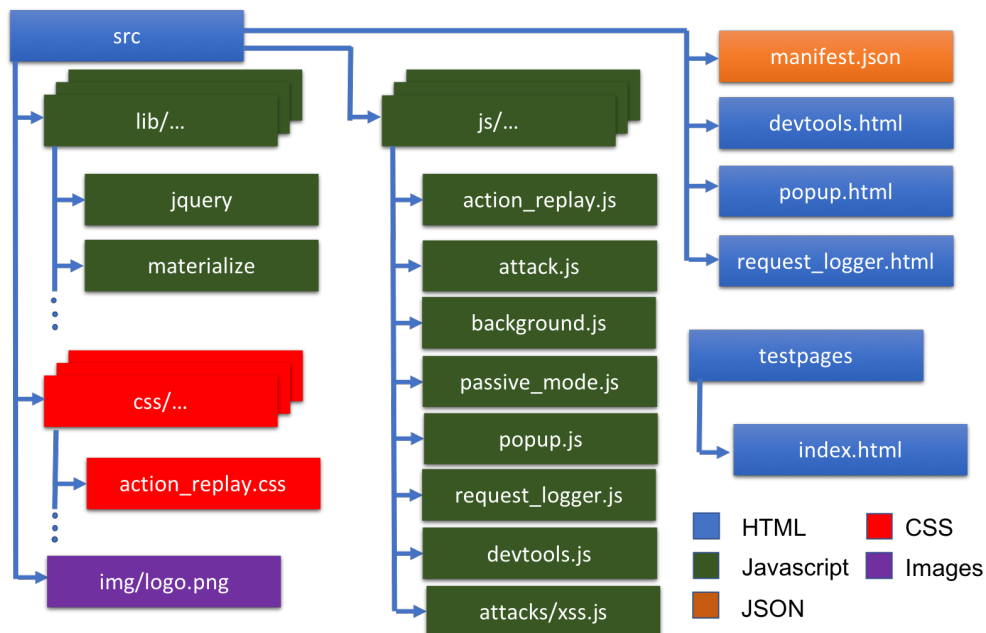 src
lib/...
jquery
materialize
css/...
action_replay.css
img/logo.png
js/...
action_replay.js
attack.js
background.js
passive_mode.js
popup.js
request_logger.js
devtools.js
attacks/xss.js
manifest.json
devtools.html
popup.html
request_logger.html
testpages
index.html
HTML
CSS
Javascript
Images
JSON